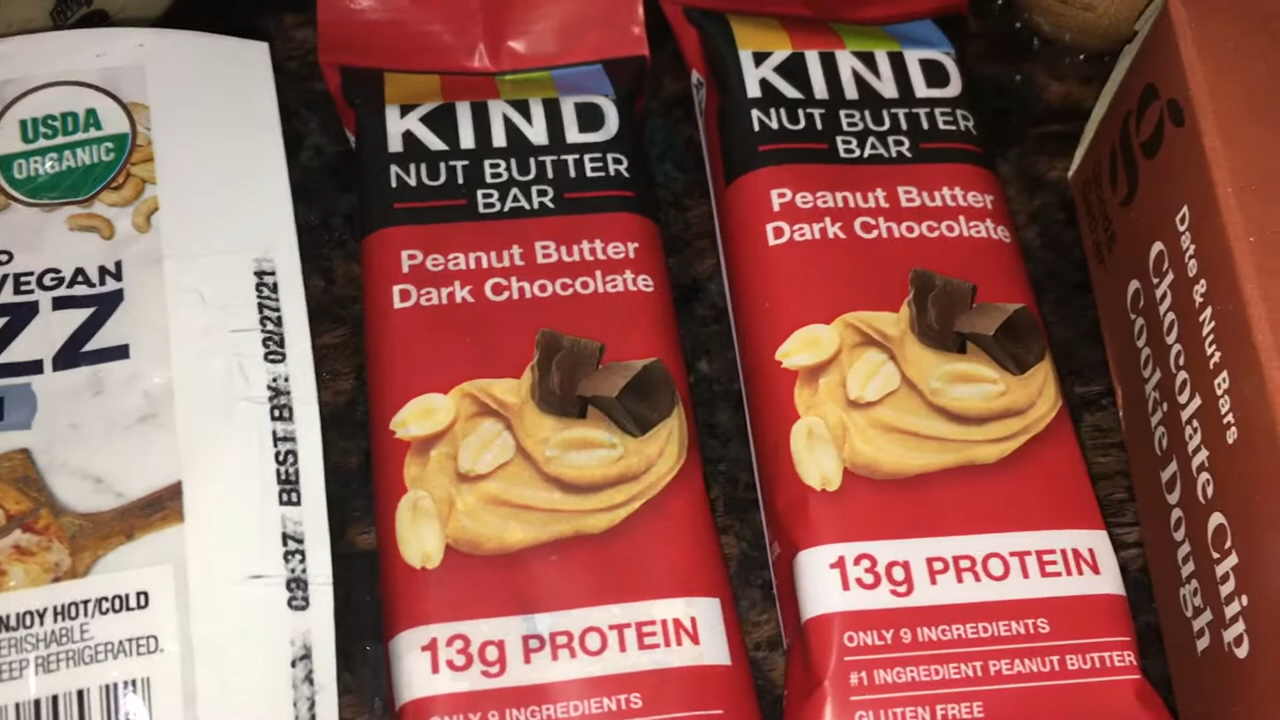 USDA
ORGANIC
VEGAN
ZZ
NJOY HOT/COLD
ERISHABLE.
EEP REFRIGERATED.
09:37 BEST BY: 02/27/21
KIND
NUT BUTTER
BAR
Peanut Butter
Dark Chocolate
13g PROTEIN
ONLY 9 INGREDIENTS
KIND
NUT BUTTER
BAR
Peanut Butter
Dark Chocolate
13g PROTEIN
ONLY 9 INGREDIENTS
#1 INGREDIENT PEANUT BUTTER
GLUTEN FREE
Date & Nut Bars
Chocolate Chip
Cookie Dough